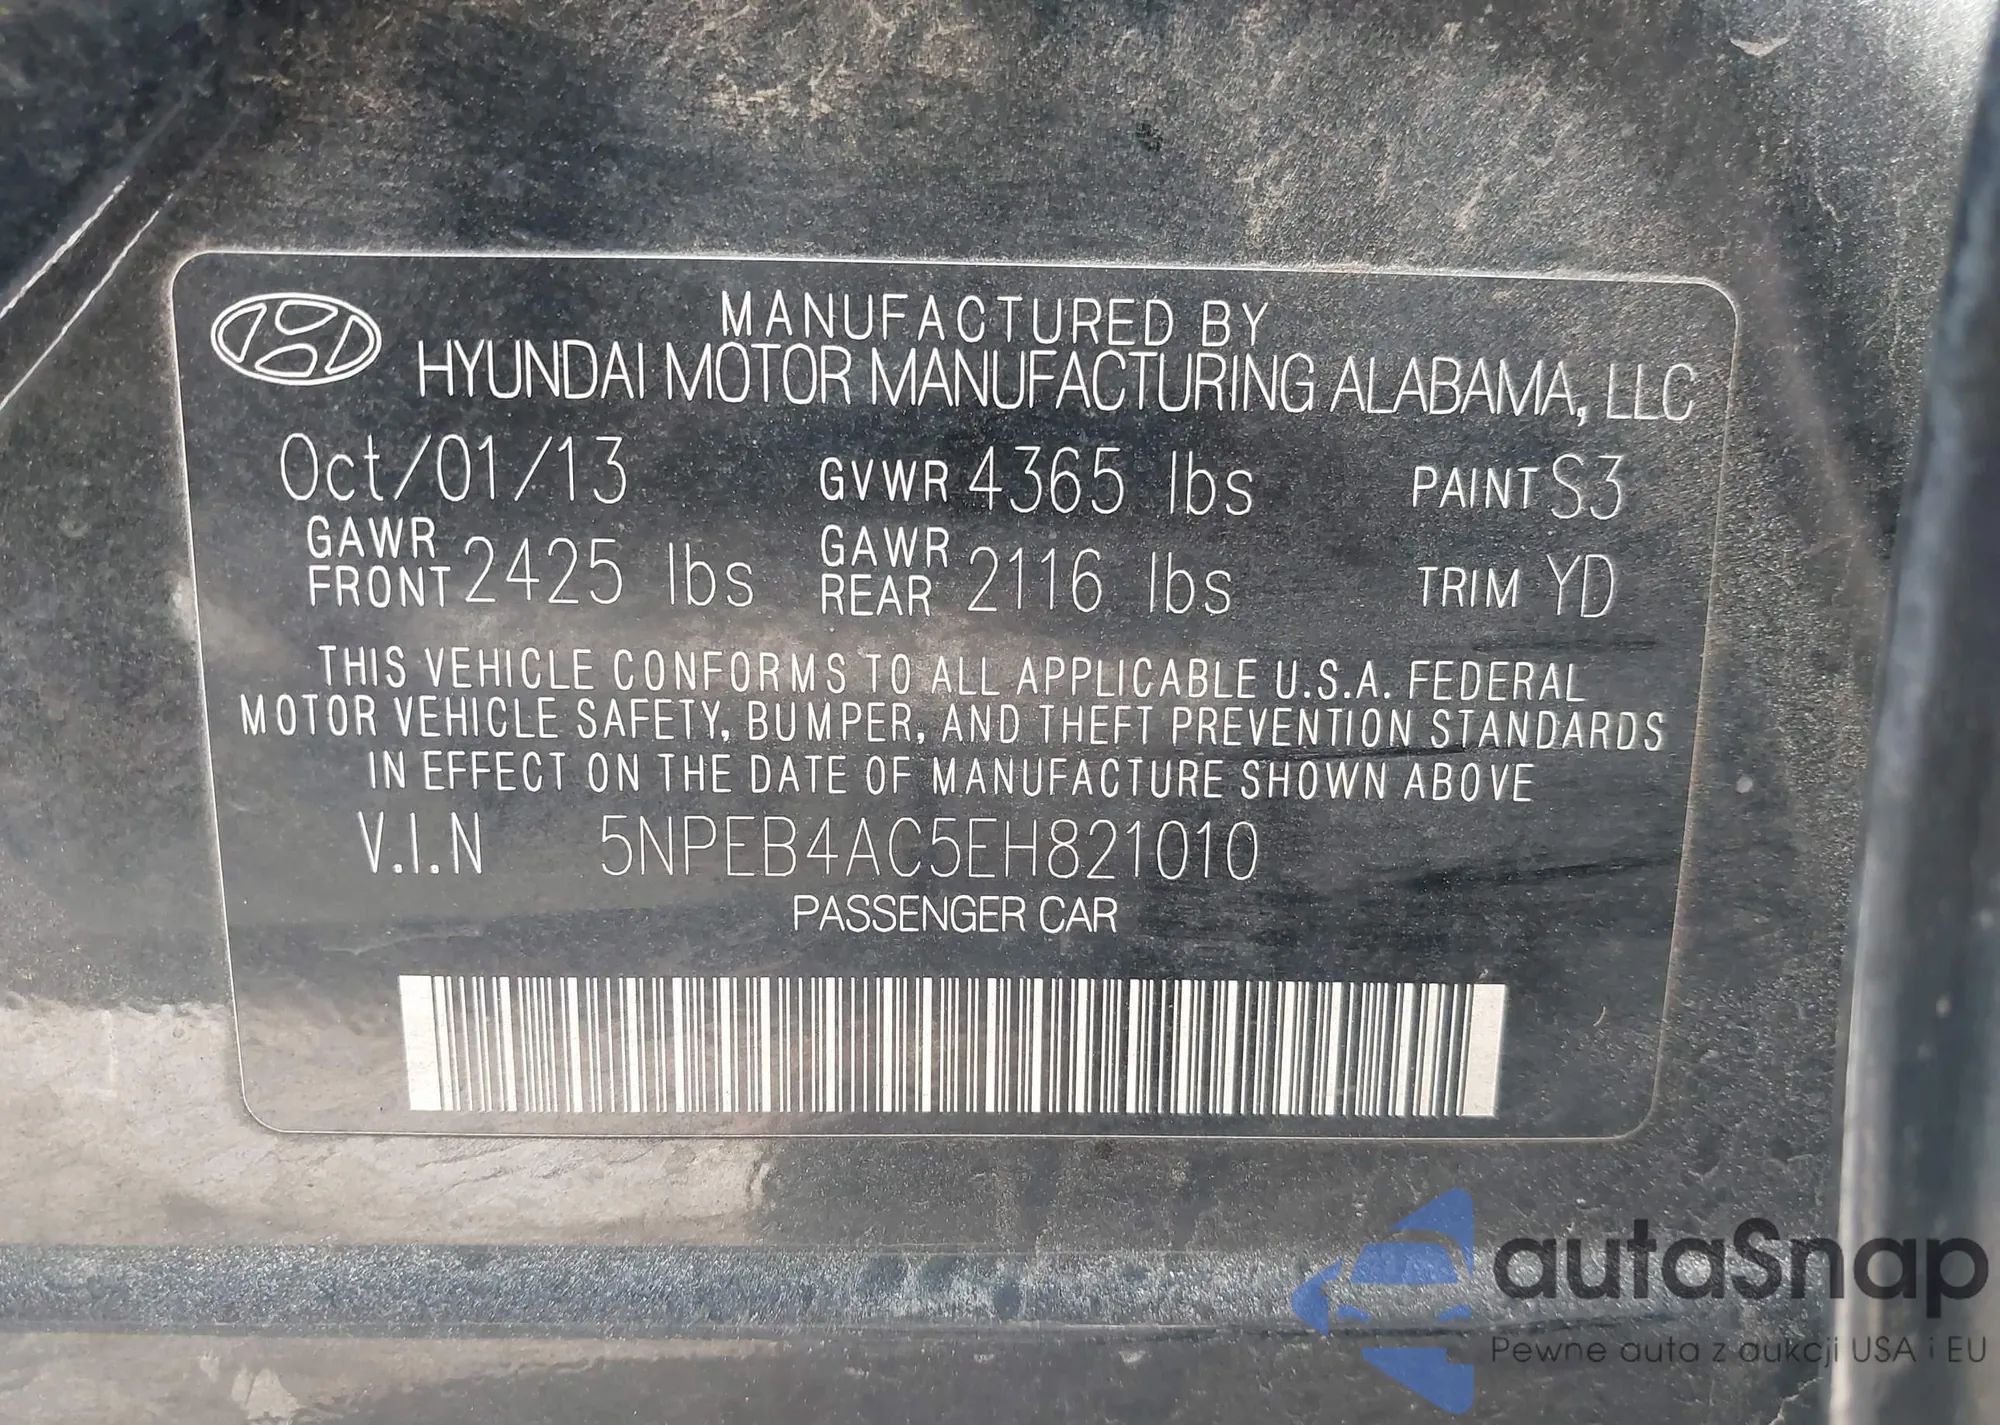 MANUFACTURED BY
HYUNDAI MOTOR MANUFACTURING ALABAMA, LLC
Oct/01/13 GVWR 4365 lbs PAINT S3
GAWR FRONT 2425 lbs GAWR REAR 2116 lbs TRIM YD
THIS VEHICLE CONFORMS TO ALL APPLICABLE U.S.A. FEDERAL
MOTOR VEHICLE SAFETY, BUMPER, AND THEFT PREVENTION STANDARDS
IN EFFECT ON THE DATE OF MANUFACTURE SHOWN ABOVE
V.I.N 5NPEB4AC5EH821010
PASSENGER CAR
autaSnap
Pewne auta z aukcji USA i EU